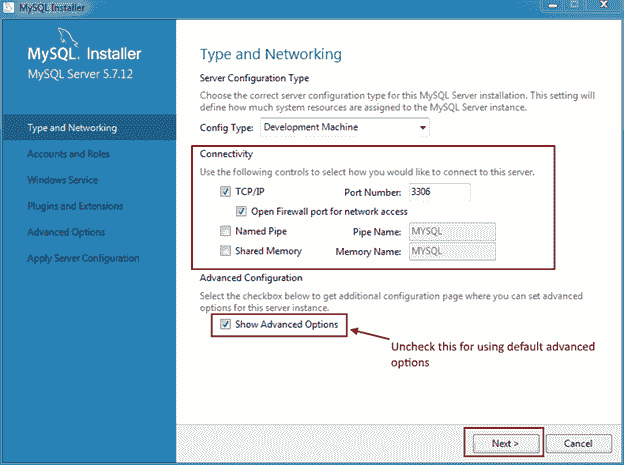 MySQL Installer
MySQL. Installer
MySQL Server 5.7.12
Type and Networking
Accounts and Roles
Windows Service
Plugins and Extensions
Advanced Options
Apply Server Configuration
Type and Networking
Server Configuration Type
Choose the correct server configuration type for this MySQL Server installation. This setting will
define how much system resources are assigned to the MySQL Server instance.
Config Type: Development Machine
Connectivity
Use the following controls to select how you would like to connect to this server.
TCP/IP Port Number: 3306
Open Firewall port for network access
Named Pipe Pipe Name: MYSQL
Shared Memory Memory Name: MYSQL
Advanced Configuration
Select the checkbox below to get additional configuration page where you can set advanced
options for this server instance.
Show Advanced Options
Uncheck this for using default advanced
options
Next > Cancel